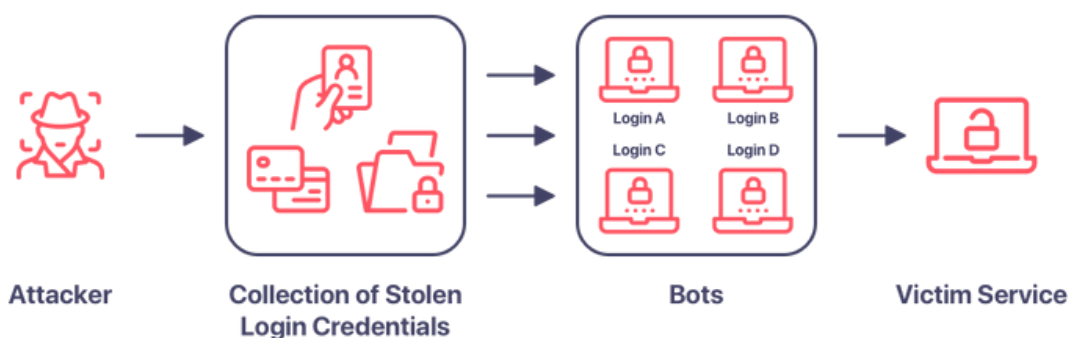 Login A
Login B
Login C
Login D
Attacker
Collection of Stolen
Login Credentials
Bots
Victim Service